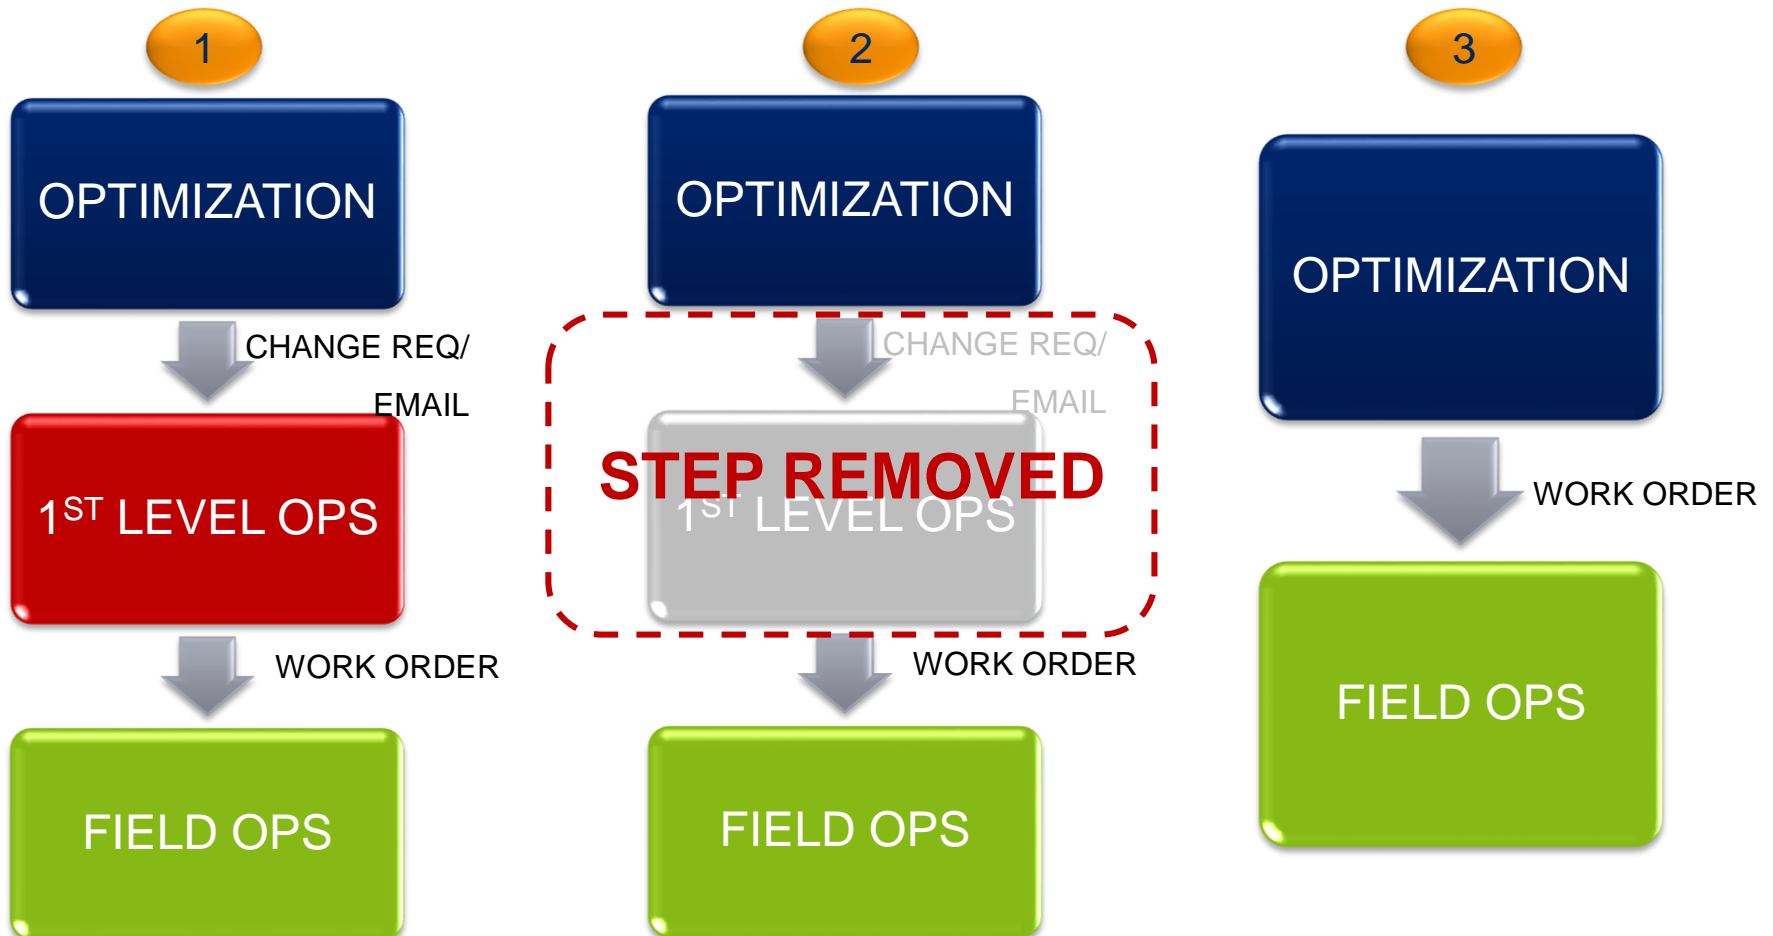 1
OPTIMIZATION
CHANGE REQ/
EMAIL
1ST LEVEL OPS
WORK ORDER
FIELD OPS
2
OPTIMIZATION
CHANGE REQ/
EMAIL
STEP REMOVED
1ST LEVEL OPS
WORK ORDER
FIELD OPS
3
OPTIMIZATION
WORK ORDER
FIELD OPS